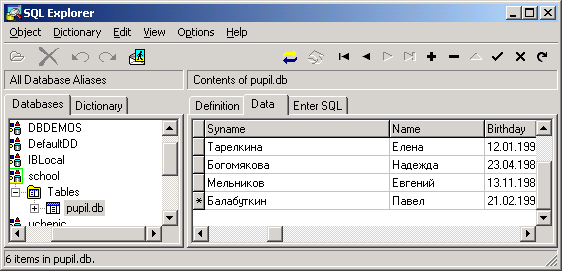 SQL Explorer
Object Dictionary Edit View Options Help
All Database Aliases Contents of pupil.db
Databases Dictionary Definition Data Enter SQL
DBDEMOS
DefaultDD
IBLocal
school
Tables
pupil.db
Syname Name Birthday
Тарелкина Елена 12.01.199
Богомякова Надежда 23.04.198
Мельников Евгений 13.11.198
* Балабуткин Павел 21.02.199
6 items in pupil.db.